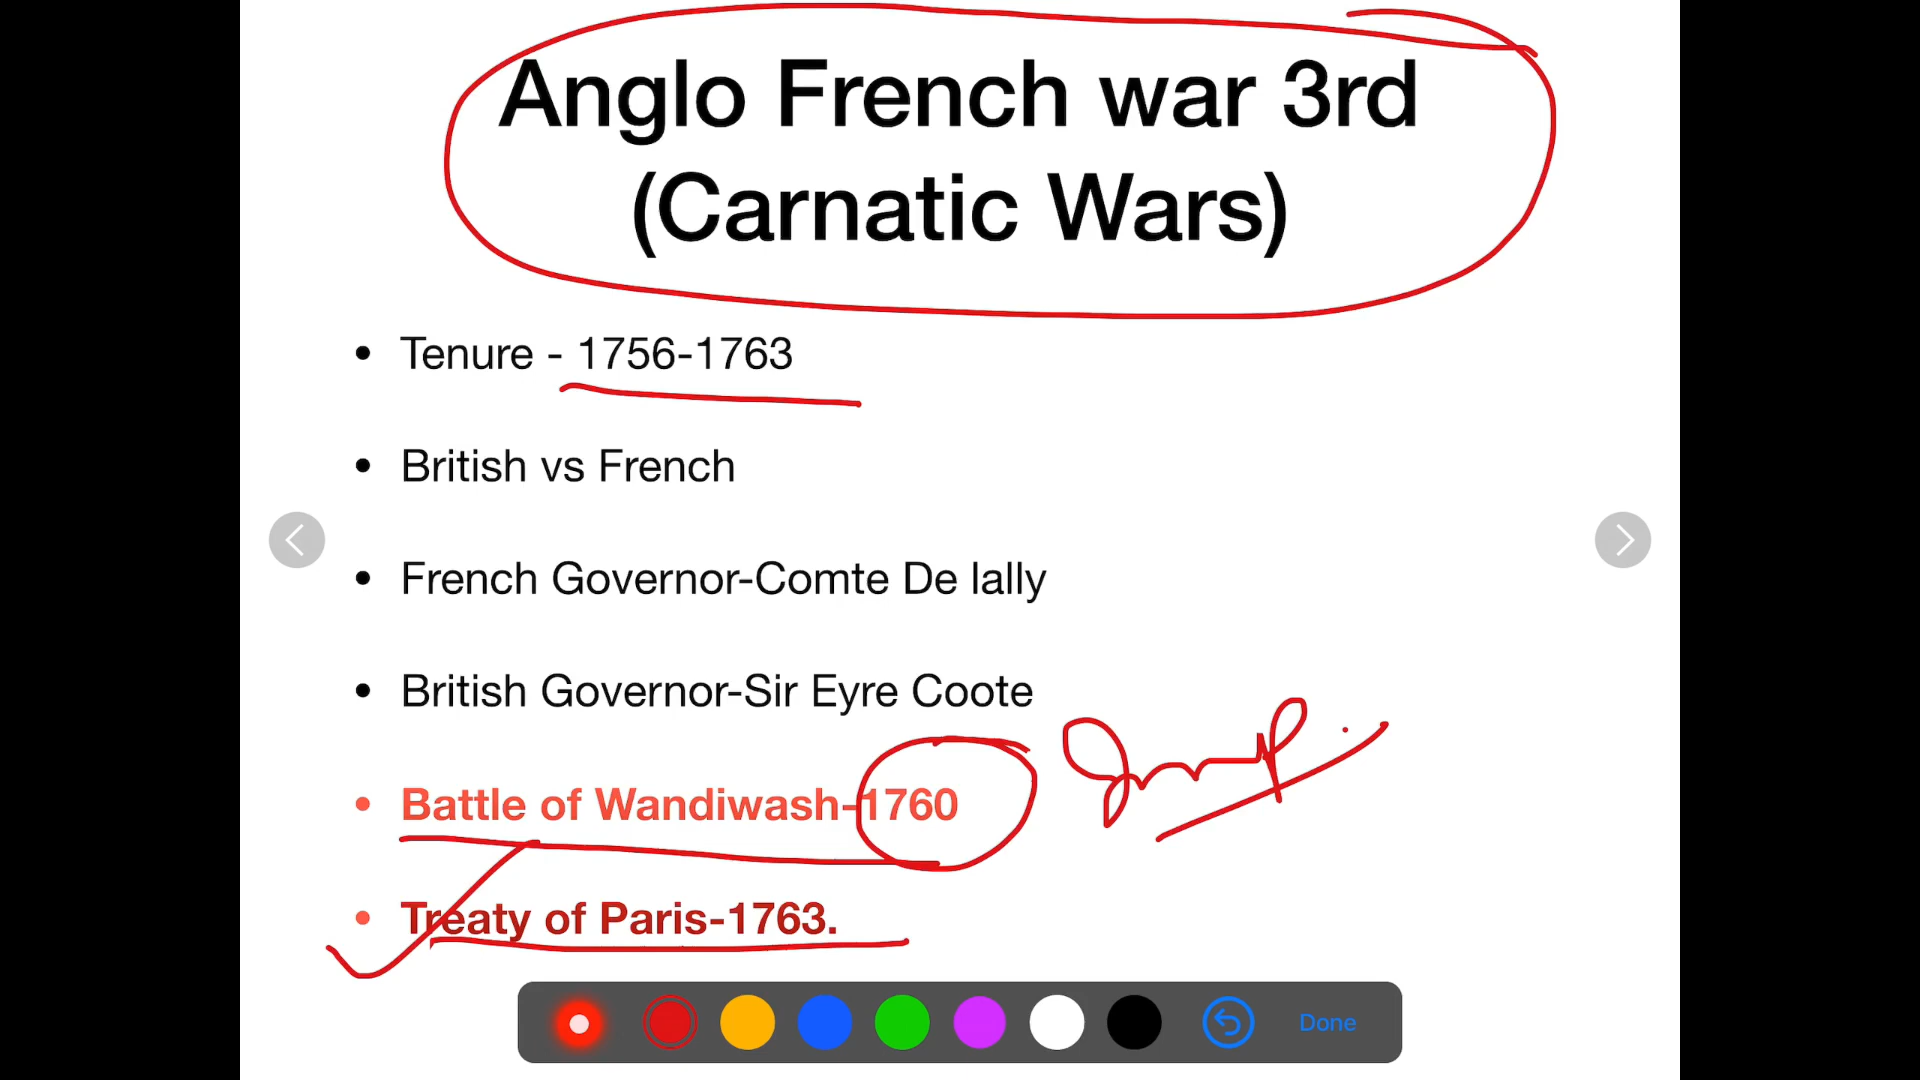 Anglo French war 3rd
(Carnatic Wars)
• Tenure - 1756-1763
• British vs French
• French Governor-Comte De lally
• British Governor-Sir Eyre Coote
• Battle of Wandiwash-1760
• Treaty of Paris-1763.
Done